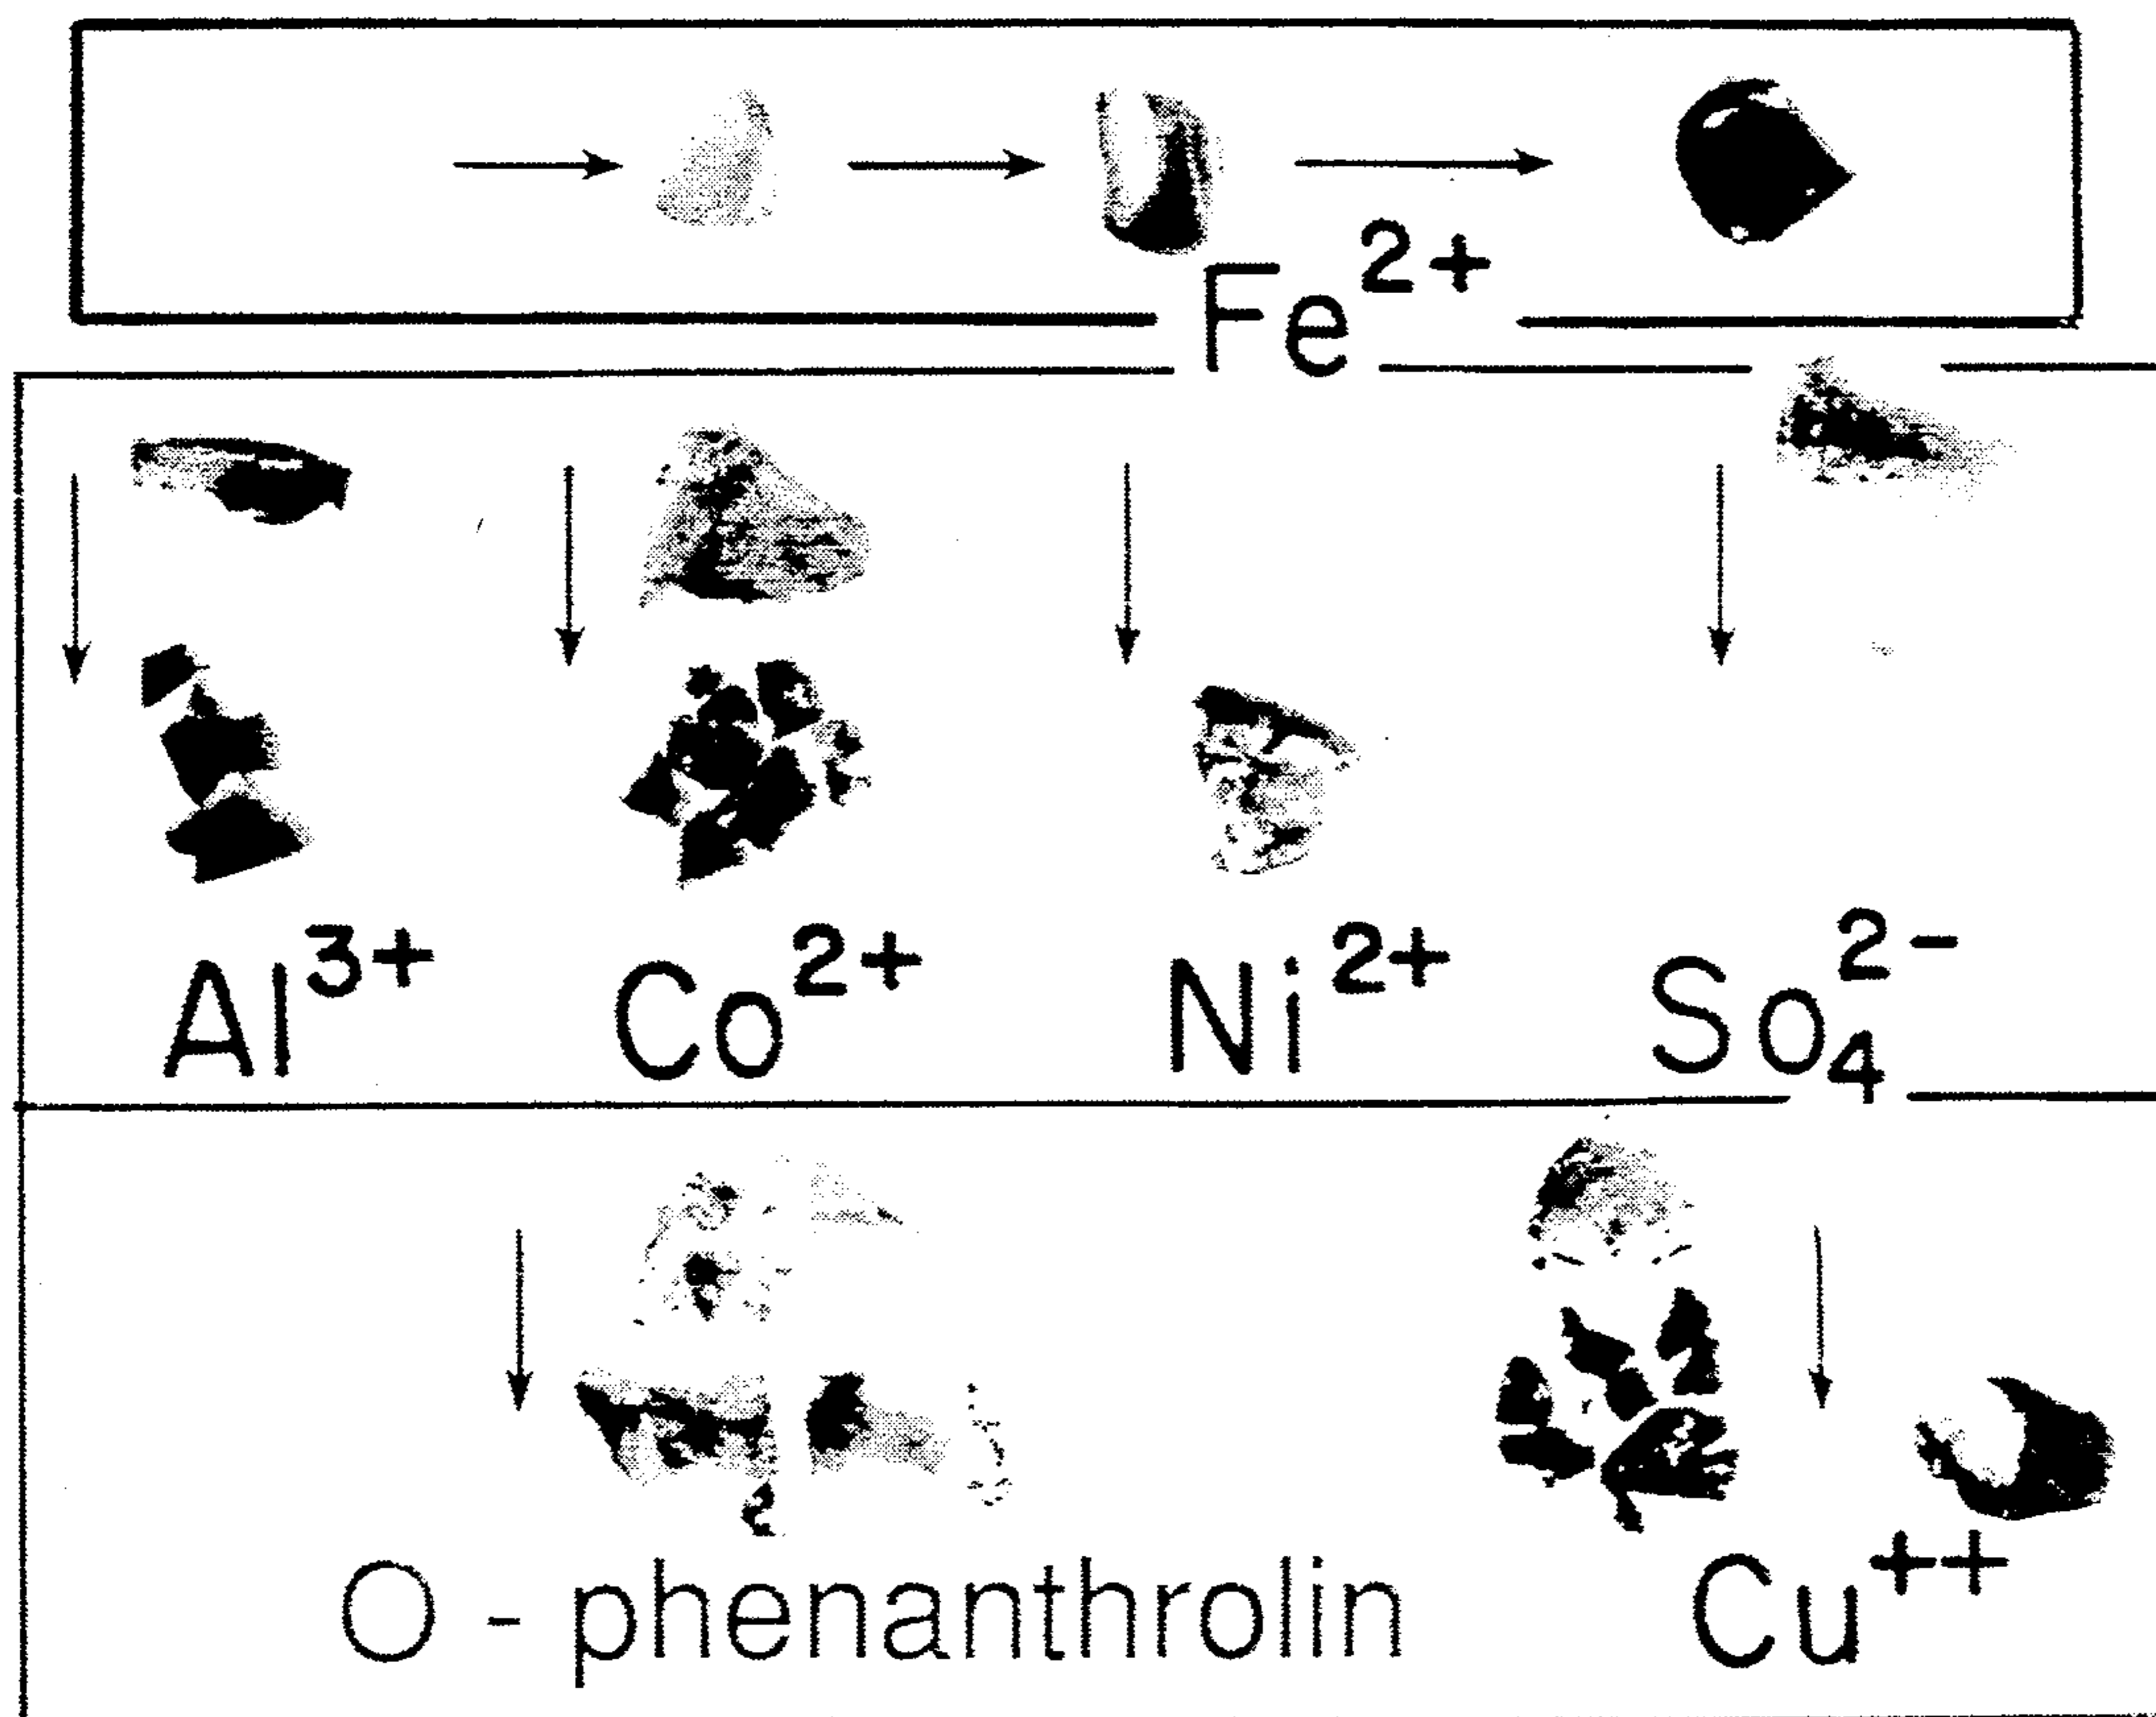 Fe²⁺
Al³⁺ Co²⁺ Ni²⁺ So₄²⁻
O - phenanthrolin Cu⁺⁺